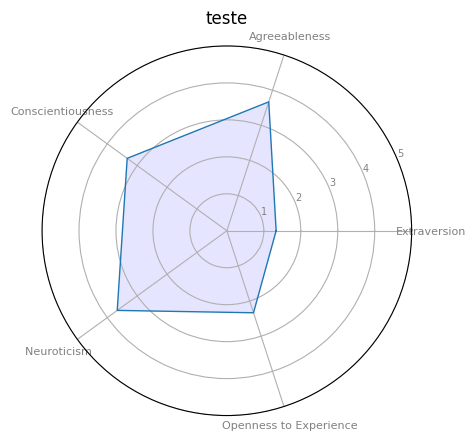 teste
Agreeableness
Conscientiousness
5
4
3
2
1
Extraversion
Neuroticism
Openness to Experience